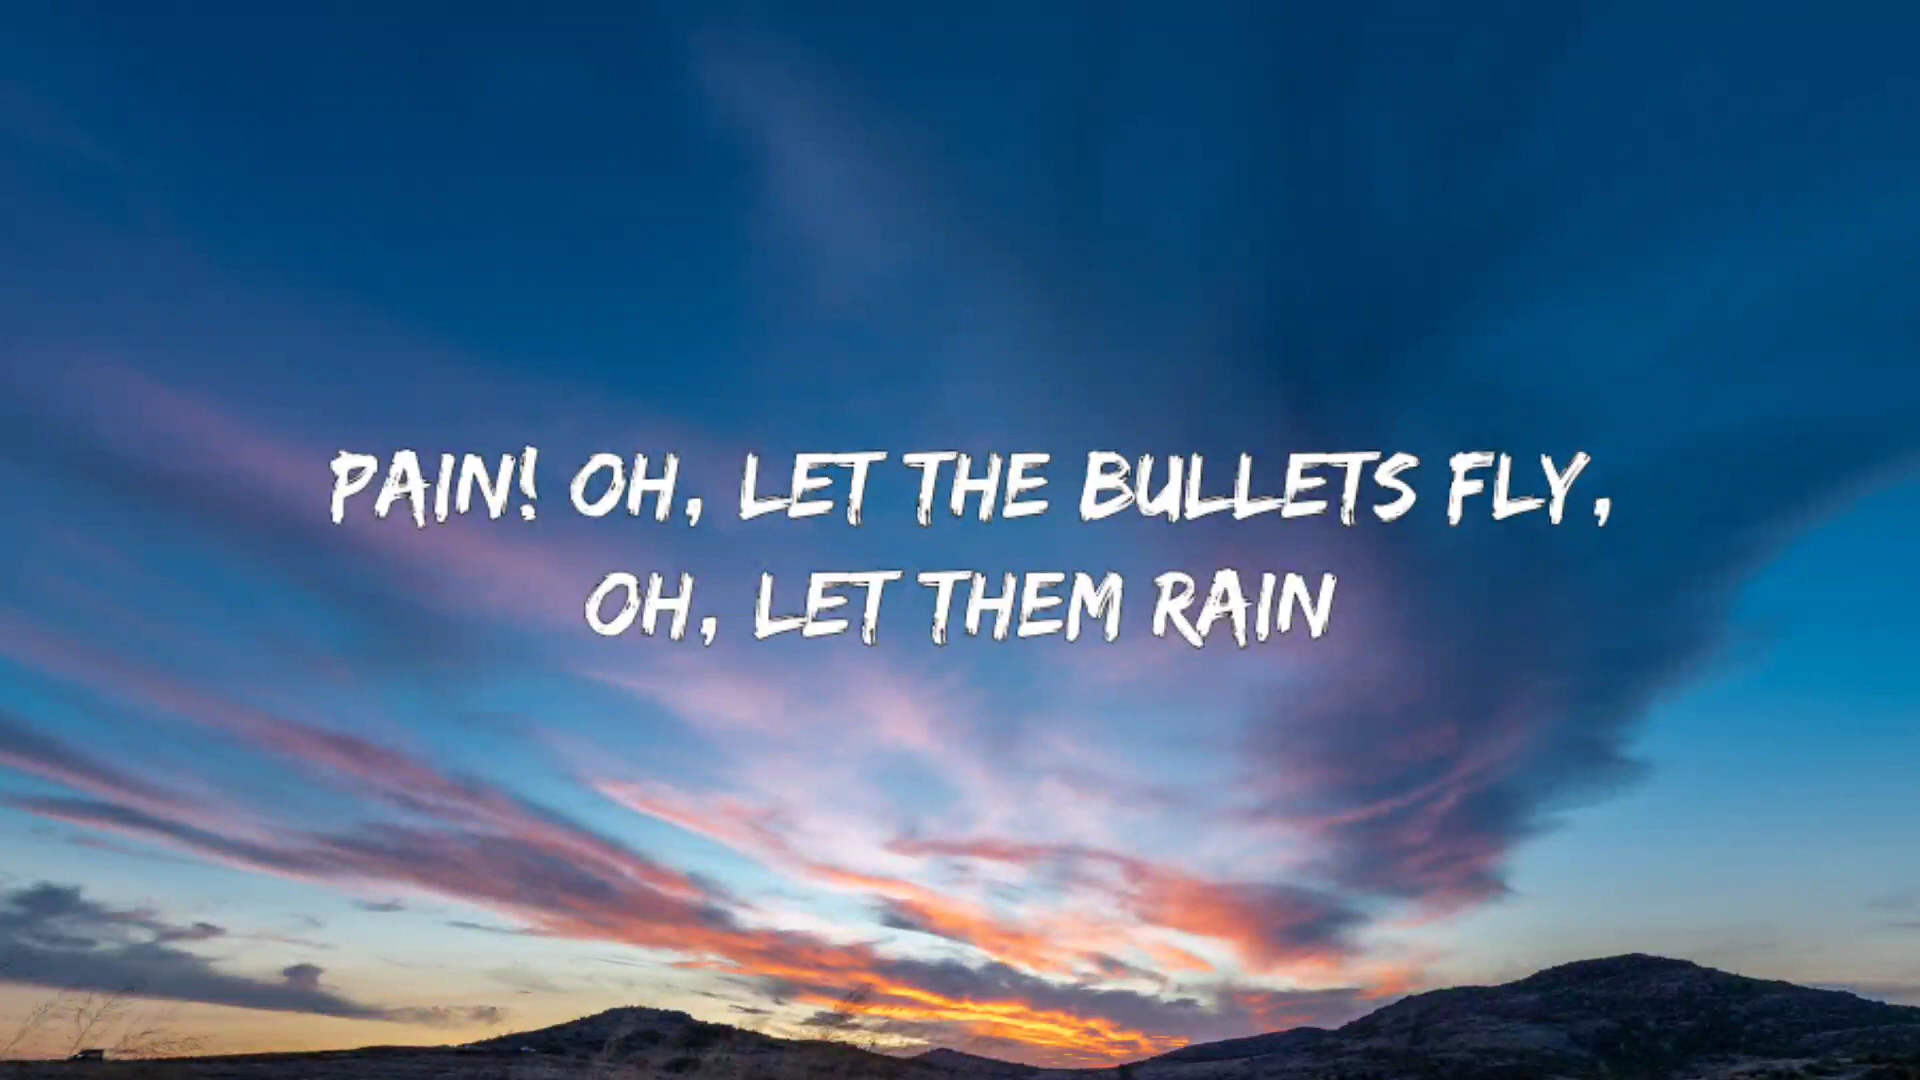 PAIN! OH, LET THE BULLETS FLY,
OH, LET THEM RAIN